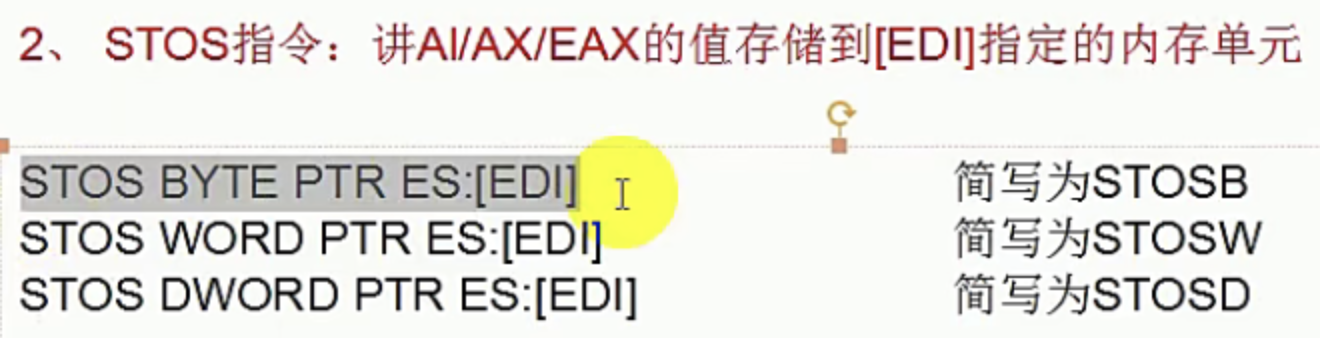 2、 STOS指令：讲Al/AX/EAX的值存储到[EDI]指定的内存单元
STOS BYTE PTR ES:[EDI] 简写为STOSB
STOS WORD PTR ES:[EDI] 简写为STOSW
STOS DWORD PTR ES:[EDI] 简写为STOSD